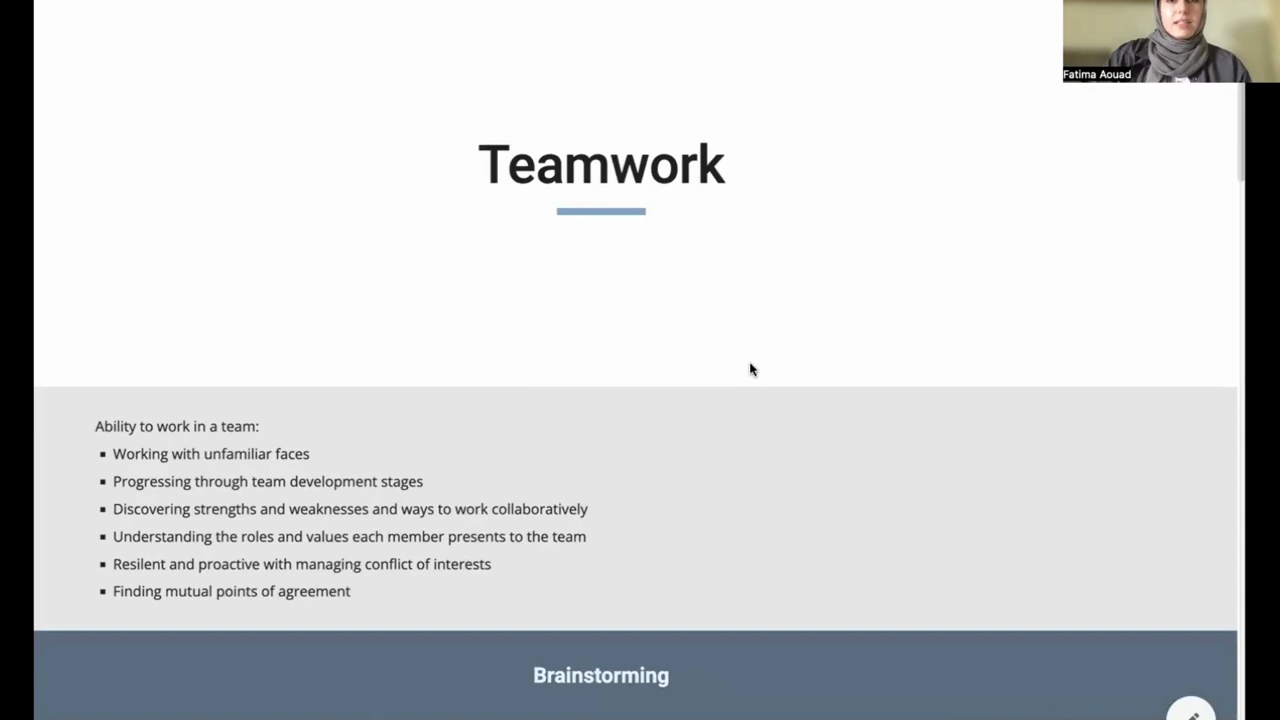 Fatima Aouad
Teamwork
Ability to work in a team:
▪ Working with unfamiliar faces
▪ Progressing through team development stages
▪ Discovering strengths and weaknesses and ways to work collaboratively
▪ Understanding the roles and values each member presents to the team
▪ Resilent and proactive with managing conflict of interests
▪ Finding mutual points of agreement
Brainstorming